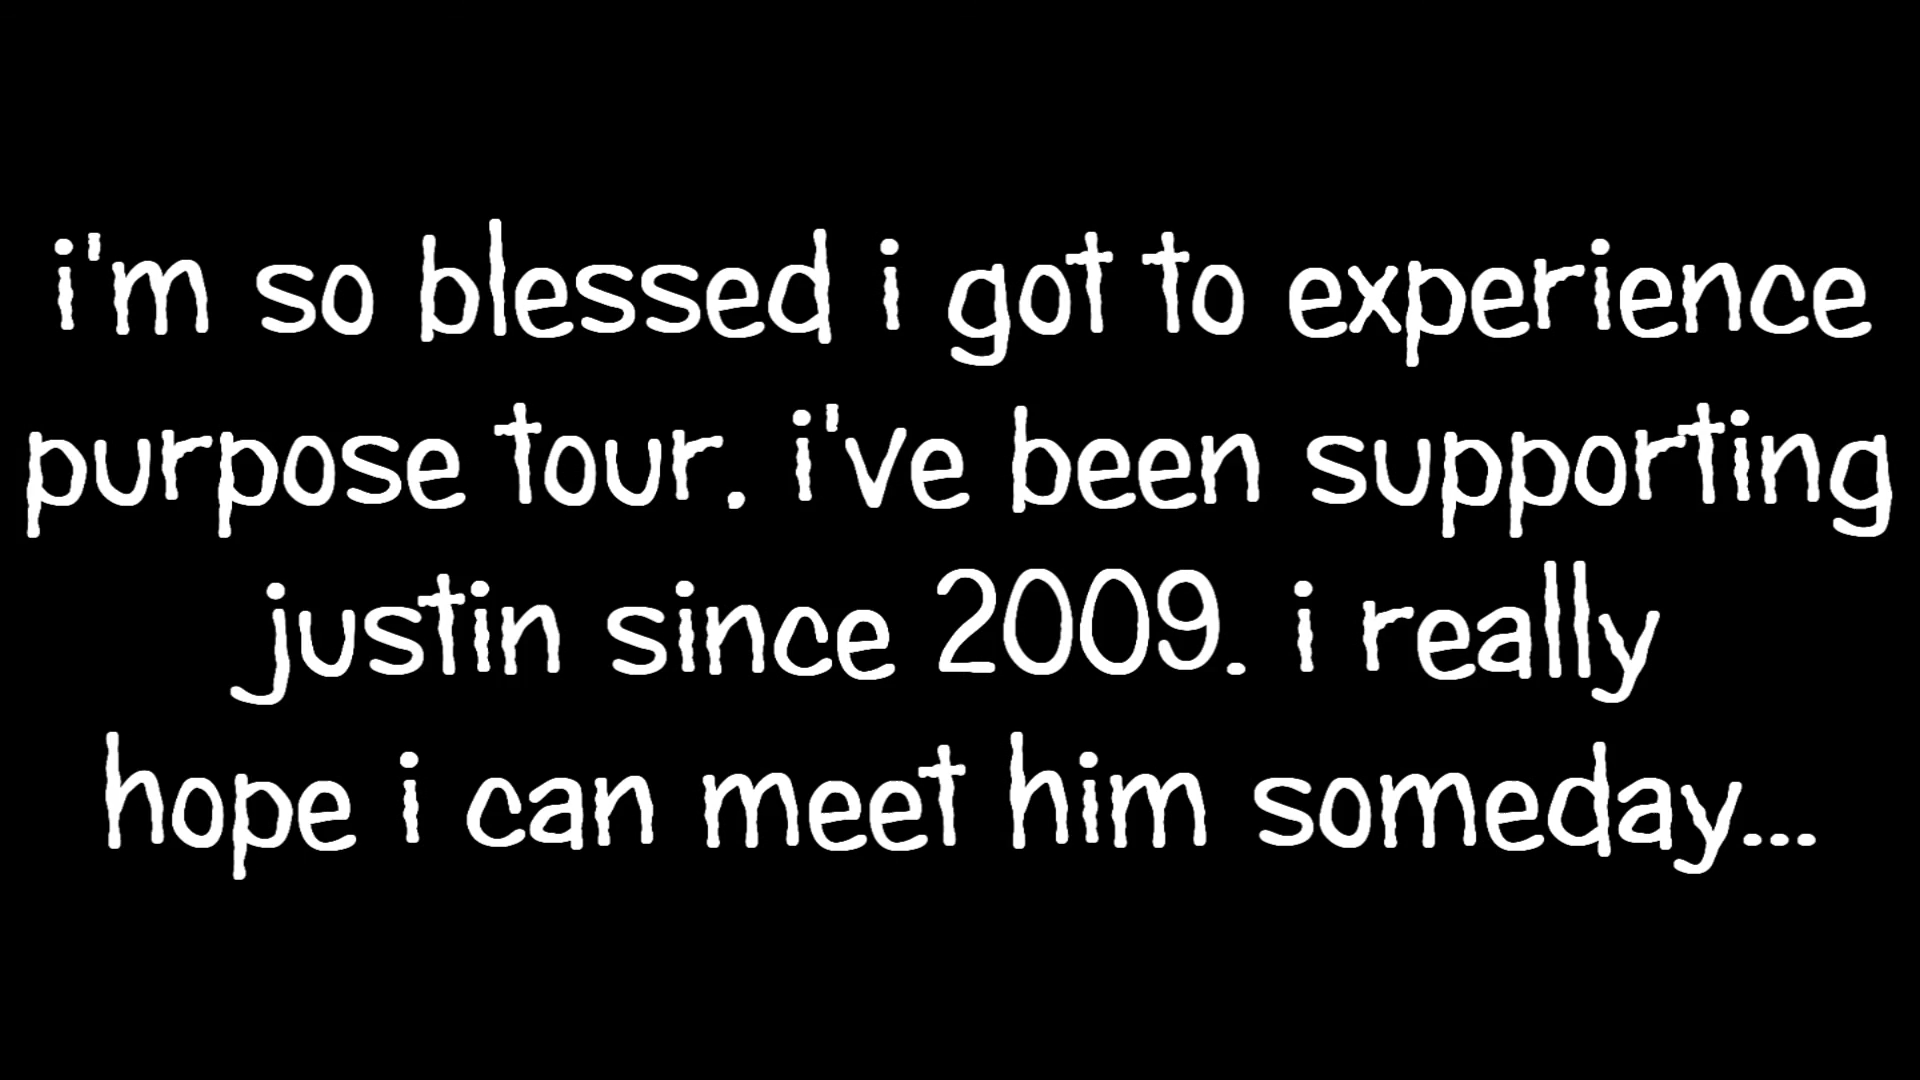 i'm so blessed i got to experience
purpose tour. i've been supporting
justin since 2009. i really
hope i can meet him someday...